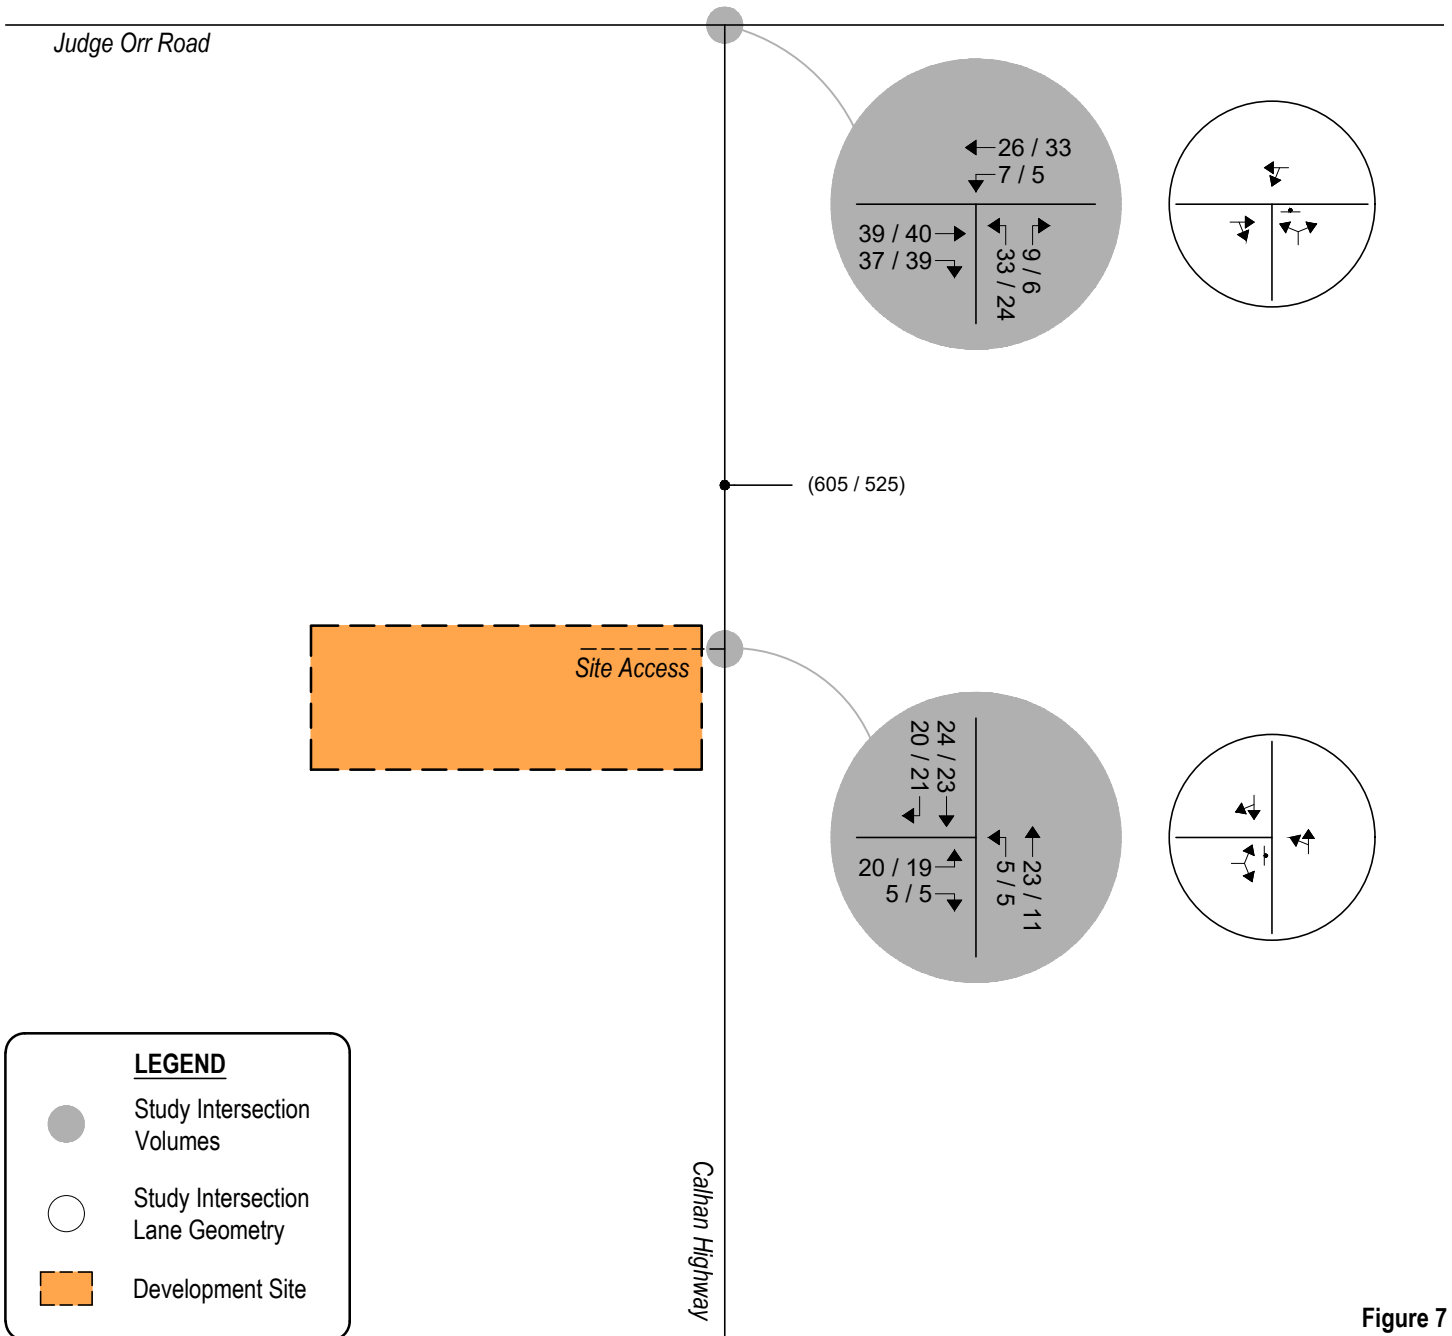 Judge Orr Road
26 / 33
7 / 5
39 / 40
37 / 39
9 / 6
33 / 24
(605 / 525)
Site Access
24 / 23
20 / 21
20 / 19
5 / 5
23 / 11
5 / 5
LEGEND
Study Intersection
Volumes
Study Intersection
Lane Geometry
Development Site
Calhan Highway
Figure 7